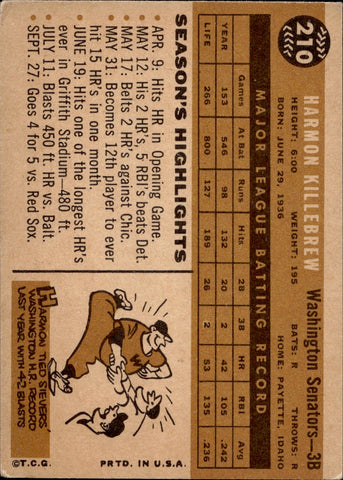 210
HARMON KILLEBREW Washington Senators—3B
HEIGHT: 6:00 WEIGHT: 195 BATS: R THROWS: R
BORN: JUNE 29, 1936 HOME: PAYETTE, IDAHO
MAJOR LEAGUE BATTING RECORD
Games At Bat Runs Hits 2B 3B HR RBI Avg
YEAR 153 546 98 132 20 2 42 105 .242
LIFE 266 800 127 189 26 2 53 135 .236
SEASON'S HIGHLIGHTS
APR. 9: Hits HR in Opening Game.
MAY 12: His 2 HR's, 5 RBI's beats Det.
MAY 17: Belts 2 HR's against Chic.
MAY 31: Becomes 12th player to ever
hit 15 HR's in one month.
JUNE 19: Hits one of the longest HR's
ever in Griffith Stadium—480 ft.
JULY 11: Blasts 450 ft. HR vs. Balt.
SEPT. 27: Goes 4 for 5 vs. Red Sox.
HARMON TIED SIEVERS'
WASHINGTON H.R. RECORD
LAST YEAR WITH 42 BLASTS
©T.C.G. PRTD. IN U.S.A.